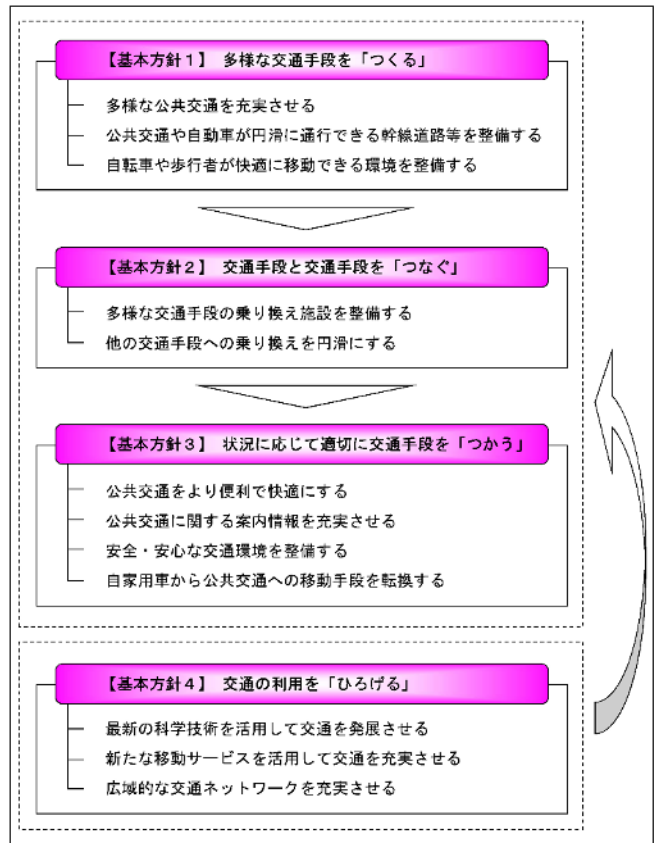 【基本方針1】 多様な交通手段を「つくる」
多様な公共交通を充実させる
公共交通や自動車が円滑に通行できる幹線道路等を整備する
自転車や歩行者が快適に移動できる環境を整備する
【基本方針2】 交通手段と交通手段を「つなぐ」
多様な交通手段の乗り換え施設を整備する
他の交通手段への乗り換えを円滑にする
【基本方針3】 状況に応じて適切に交通手段を「つかう」
公共交通をより便利で快適にする
公共交通に関する案内情報を充実させる
安全・安心な交通環境を整備する
自家用車から公共交通への移動手段を転換する
【基本方針4】 交通の利用を「ひろげる」
最新の科学技術を活用して交通を発展させる
新たな移動サービスを活用して交通を充実させる
広域的な交通ネットワークを充実させる